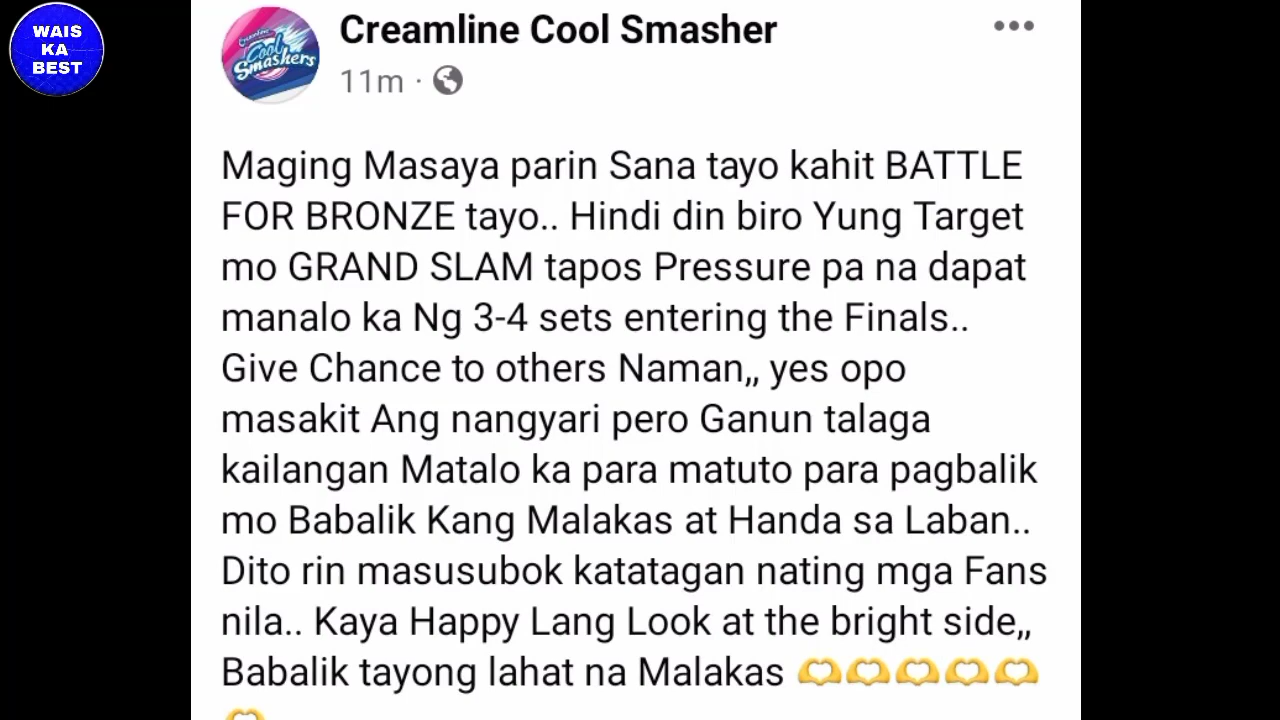 WAIS
KA
BEST
Creamline
Cool
Smashers
Creamline Cool Smasher
11m ·
Maging Masaya parin Sana tayo kahit BATTLE
FOR BRONZE tayo.. Hindi din biro Yung Target
mo GRAND SLAM tapos Pressure pa na dapat
manalo ka Ng 3-4 sets entering the Finals..
Give Chance to others Naman,, yes opo
masakit Ang nangyari pero Ganun talaga
kailangan Matalo ka para matuto para pagbalik
mo Babalik Kang Malakas at Handa sa Laban..
Dito rin masusubok katatagan nating mga Fans
nila.. Kaya Happy Lang Look at the bright side,,
Babalik tayong lahat na Malakas 🫶🫶🫶🫶🫶
🫶